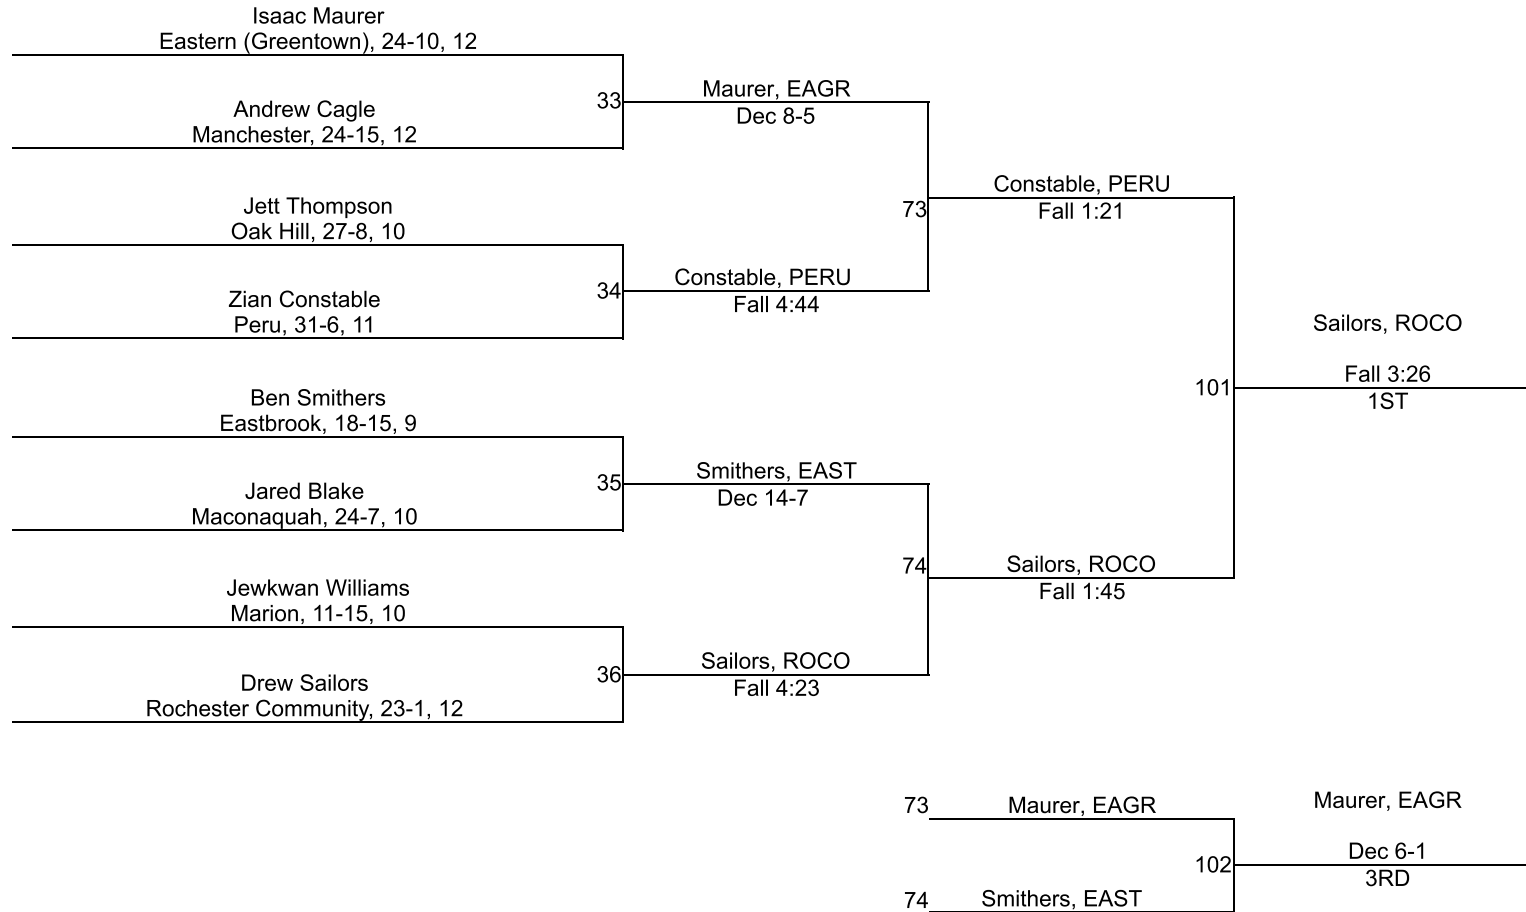 Isaac Maurer
Eastern (Greentown), 24-10, 12
33
Andrew Cagle
Manchester, 24-15, 12
Maurer, EAGR
Dec 8-5
Jett Thompson
Oak Hill, 27-8, 10
34
Zian Constable
Peru, 31-6, 11
Constable, PERU
Fall 4:44
73
Constable, PERU
Fall 1:21
Ben Smithers
Eastbrook, 18-15, 9
35
Jared Blake
Maconaquah, 24-7, 10
Smithers, EAST
Dec 14-7
Jewkwan Williams
Marion, 11-15, 10
36
Drew Sailors
Rochester Community, 23-1, 12
Sailors, ROCO
Fall 4:23
74
Sailors, ROCO
Fall 1:45
101
Sailors, ROCO
Fall 3:26
1ST
73
Maurer, EAGR
102
74
Smithers, EAST
Maurer, EAGR
Dec 6-1
3RD